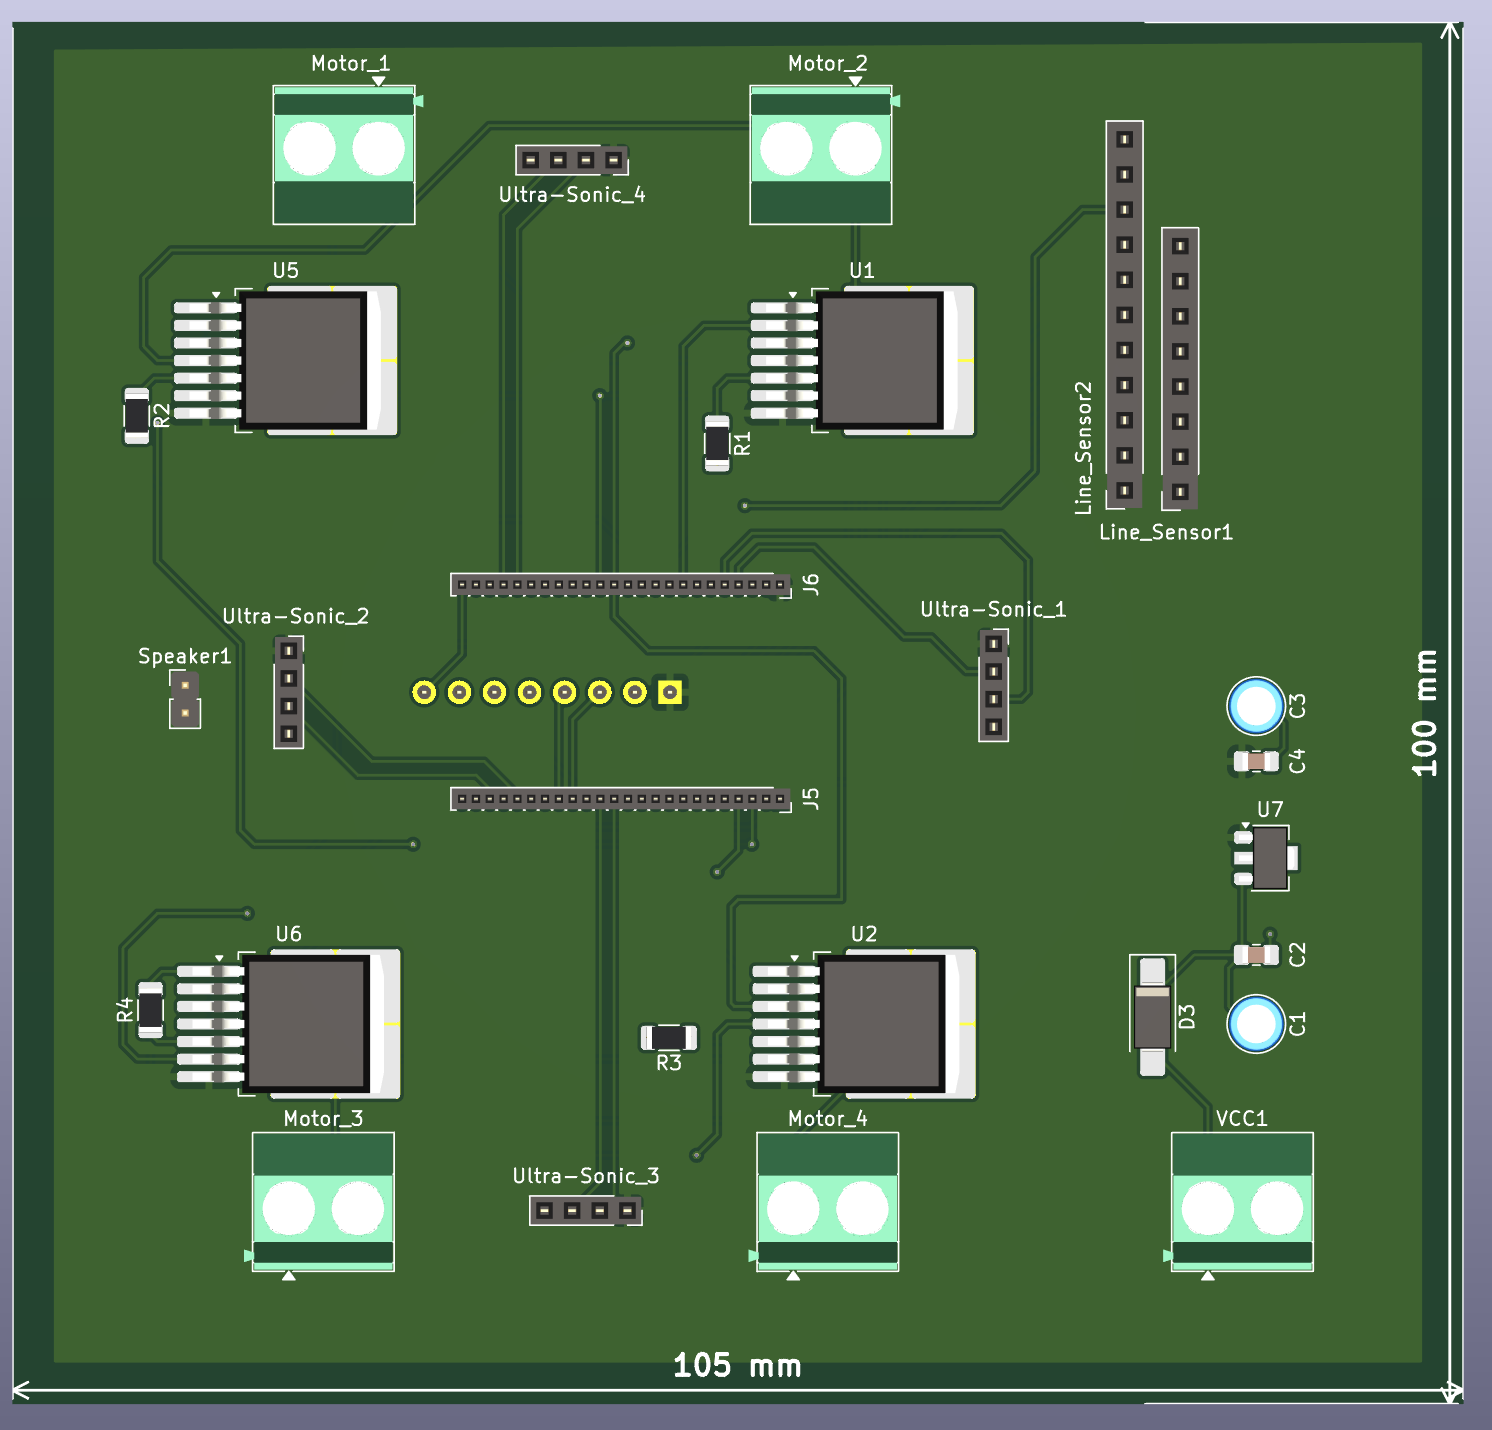 Motor_1
Motor_2
Ultra-Sonic_4
U5
U1
R2
R1
Line_Sensor2
Line_Sensor1
J6
Ultra-Sonic_2
Ultra-Sonic_1
Speaker1
100 mm
C3
C4
J5
U7
U6
U2
C2
R4
R3
D3
C1
Motor_3
Motor_4
VCC1
Ultra-Sonic_3
105 mm